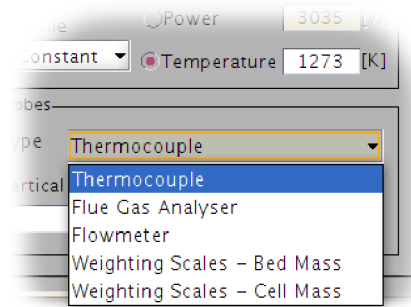 Power 3035
Constant Temperature 1273 [K]
Thermocouple
Thermocouple
Flue Gas Analyser
Flowmeter
Weighting Scales – Bed Mass
Weighting Scales – Cell Mass